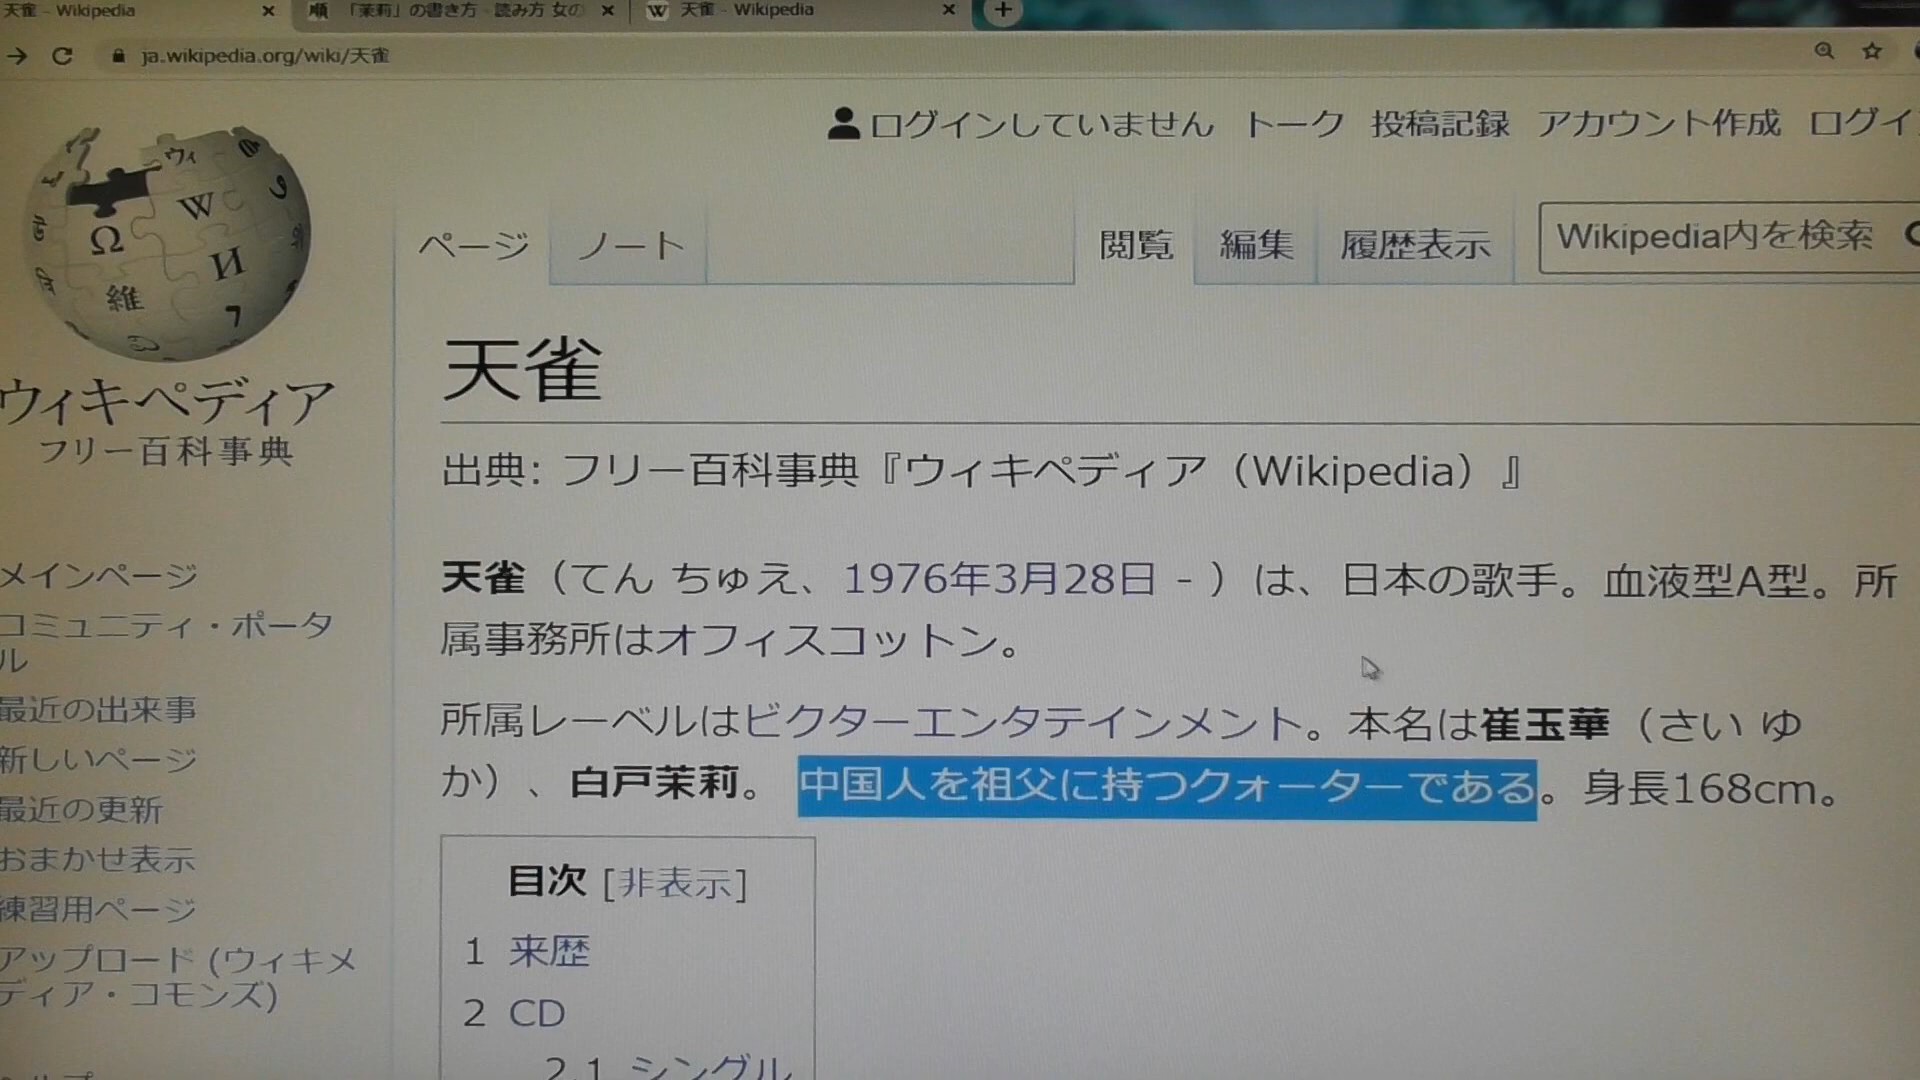 天雀 - Wikipedia
「茉莉」の書き方・読み方 女の
天雀 - Wikipedia
ja.wikipedia.org/wiki/天雀
ログインしていません トーク 投稿記録 アカウント作成 ログイ
ページ ノート 閲覧 編集 履歴表示 Wikipedia内を検索
ウィキペディア
フリー百科事典
天雀
出典: フリー百科事典『ウィキペディア（Wikipedia）』
天雀（てん ちゅえ、1976年3月28日 - ）は、日本の歌手。血液型A型。所
属事務所はオフィスコットン。
所属レーベルはビクターエンタテインメント。本名は崔玉華（さい ゆ
か）、白戸茉莉。 中国人を祖父に持つクォーターである。身長168cm。
目次 [非表示]
1 来歴
2 CD
2.1 シングル
メインページ
コミュニティ・ポータ
ル
最近の出来事
新しいページ
最近の更新
おまかせ表示
練習用ページ
アップロード (ウィキメ
ディア・コモンズ)